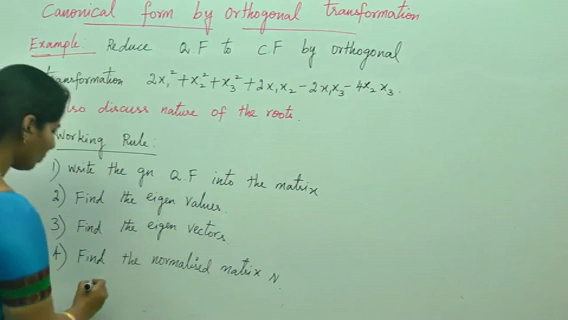 Canonical form by Orthogonal transformation
Example: Reduce Q.F to C.F by orthogonal
transformation 2x₁²+x₂²+x₃²+2x₁x₂-2x₁x₃-4x₂x₃.
also discuss nature of the roots.
Working Rule:
1) Write the gn Q.F into the matrix
2) Find the eigen values.
3) Find the eigen vectors.
4) Find the normalised matrix N.